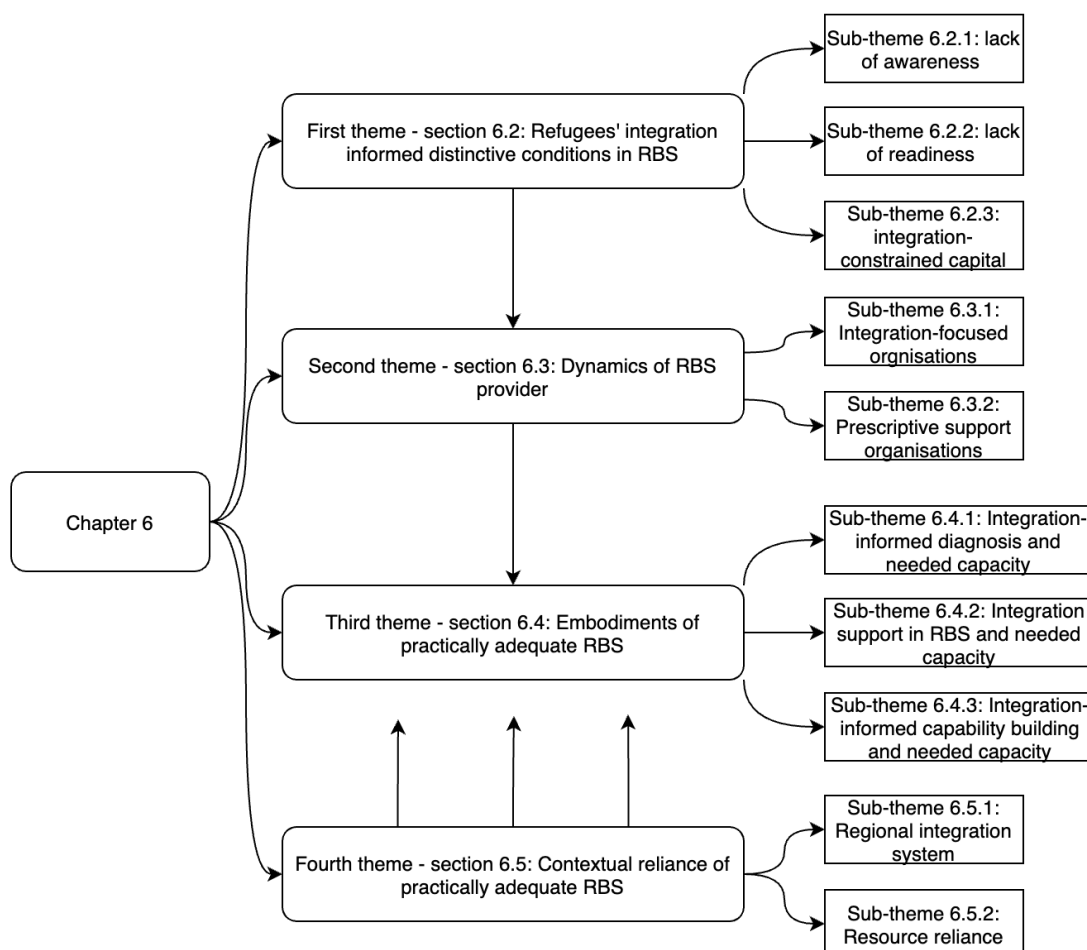 Chapter 6
First theme - section 6.2: Refugees' integration
informed distinctive conditions in RBS
Sub-theme 6.2.1: lack
of awareness
Sub-theme 6.2.2: lack
of readiness
Sub-theme 6.2.3:
integration-
constrained capital
Second theme - section 6.3: Dynamics of RBS
provider
Sub-theme 6.3.1:
Integration-focused
orgnisations
Sub-theme 6.3.2:
Prescriptive support
organisations
Third theme - section 6.4: Embodiments of
practically adequate RBS
Sub-theme 6.4.1: Integration-
informed diagnosis and
needed capacity
Sub-theme 6.4.2: Integration
support in RBS and needed
capacity
Sub-theme 6.4.3: Integration-
informed capability building
and needed capacity
Fourth theme - section 6.5: Contextual reliance of
practically adequate RBS
Sub-theme 6.5.1:
Regional integration
system
Sub-theme 6.5.2:
Resource reliance